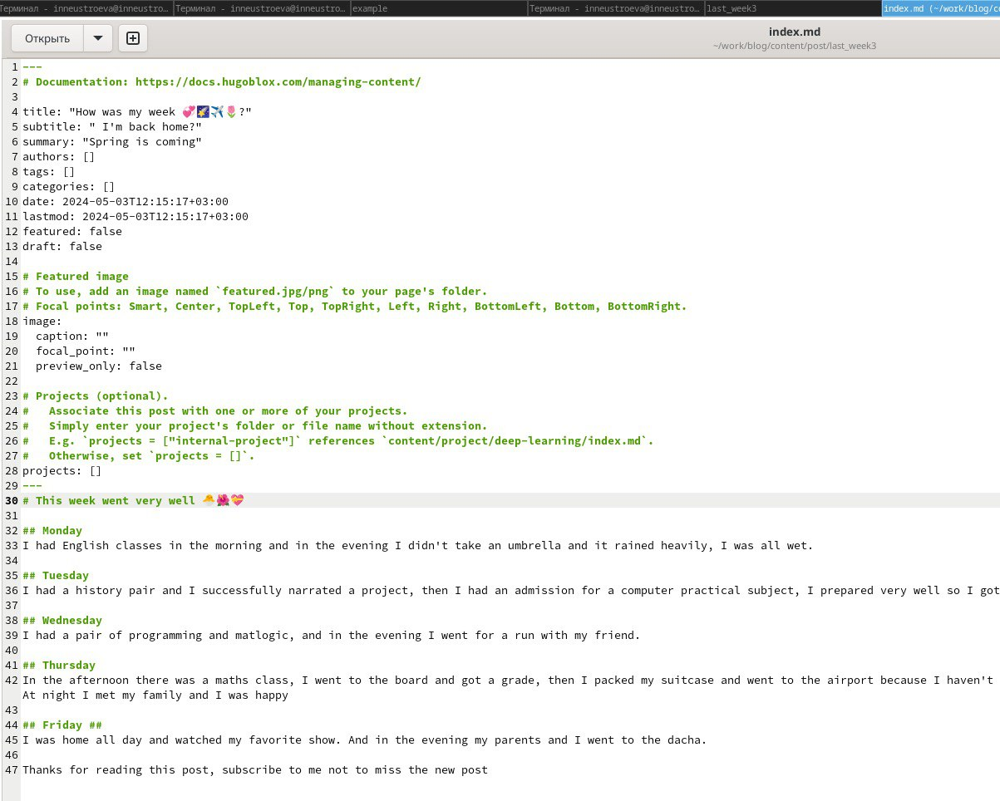 Терминал - inneustroeva@inneustro...
Терминал - inneustroeva@inneustro...
example
Терминал - inneustroeva@inneustro...
last_week3
index.md (~/work/blog/co
Открыть
index.md
~/work/blog/content/post/last_week3
1 ---
2 # Documentation: https://docs.hugoblox.com/managing-content/
3
4 title: "How was my week 💞🌠✈️🌷?"
5 subtitle: " I'm back home?"
6 summary: "Spring is coming"
7 authors: []
8 tags: []
9 categories: []
10 date: 2024-05-03T12:15:17+03:00
11 lastmod: 2024-05-03T12:15:17+03:00
12 featured: false
13 draft: false
14
15 # Featured image
16 # To use, add an image named `featured.jpg/png` to your page's folder.
17 # Focal points: Smart, Center, TopLeft, Top, TopRight, Left, Right, BottomLeft, Bottom, BottomRight.
18 image:
19   caption: ""
20   focal_point: ""
21   preview_only: false
22
23 # Projects (optional).
24 #   Associate this post with one or more of your projects.
25 #   Simply enter your project's folder or file name without extension.
26 #   E.g. `projects = ["internal-project"]` references `content/project/deep-learning/index.md`.
27 #   Otherwise, set `projects = []`.
28 projects: []
29 ---
30 # This week went very well 🐣🌺💝
31
32 ## Monday
33 I had English classes in the morning and in the evening I didn't take an umbrella and it rained heavily, I was all wet.
34
35 ## Tuesday
36 I had a history pair and I successfully narrated a project, then I had an admission for a computer practical subject, I prepared very well so I got
37
38 ## Wednesday
39 I had a pair of programming and matlogic, and in the evening I went for a run with my friend.
40
41 ## Thursday
42 In the afternoon there was a maths class, I went to the board and got a grade, then I packed my suitcase and went to the airport because I haven't
At night I met my family and I was happy
43
44 ## Friday ##
45 I was home all day and watched my favorite show. And in the evening my parents and I went to the dacha.
46
47 Thanks for reading this post, subscribe to me not to miss the new post